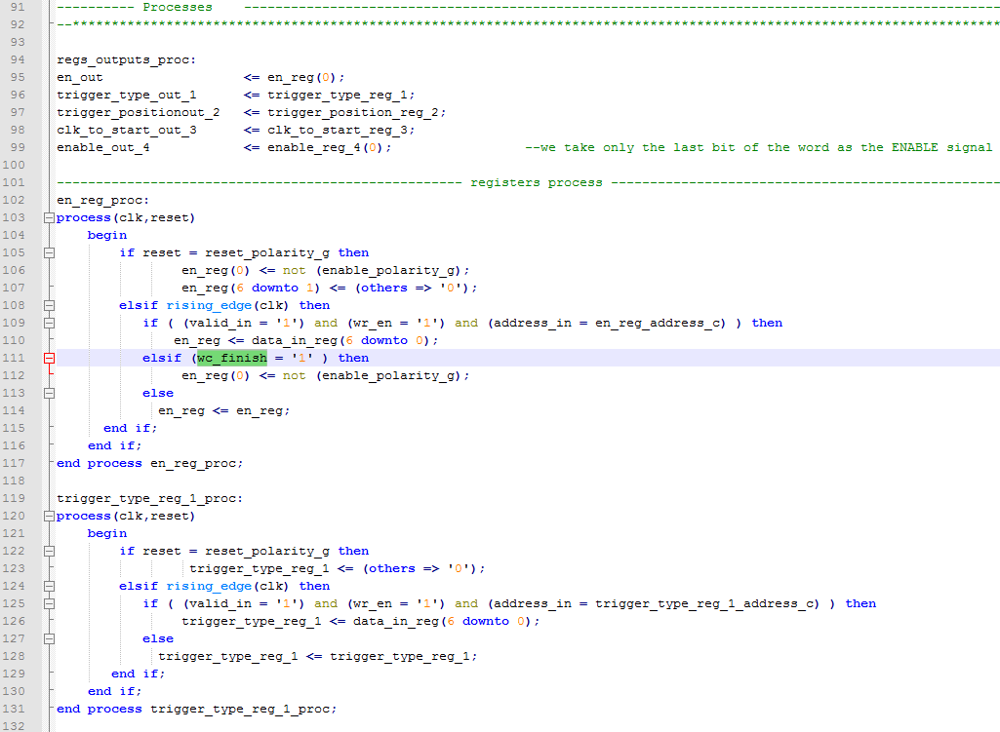 91 ---------- Processes ------------------------------------------------------------------------------------------------
92 --***********************************************************************************************************************
93
94 regs_outputs_proc:
95 en_out <= en_reg(0);
96 trigger_type_out_1 <= trigger_type_reg_1;
97 trigger_positionout_2 <= trigger_position_reg_2;
98 clk_to_start_out_3 <= clk_to_start_reg_3;
99 enable_out_4 <= enable_reg_4(0); --we take only the last bit of the word as the ENABLE signal
100
101 ---------------------------------------------------- registers process --------------------------------------------------
102 en_reg_proc:
103 process(clk,reset)
104 begin
105 if reset = reset_polarity_g then
106 en_reg(0) <= not (enable_polarity_g);
107 en_reg(6 downto 1) <= (others => '0');
108 elsif rising_edge(clk) then
109 if ( (valid_in = '1') and (wr_en = '1') and (address_in = en_reg_address_c) ) then
110 en_reg <= data_in_reg(6 downto 0);
111 elsif (wc_finish = '1' ) then
112 en_reg(0) <= not (enable_polarity_g);
113 else
114 en_reg <= en_reg;
115 end if;
116 end if;
117 end process en_reg_proc;
118
119 trigger_type_reg_1_proc:
120 process(clk,reset)
121 begin
122 if reset = reset_polarity_g then
123 trigger_type_reg_1 <= (others => '0');
124 elsif rising_edge(clk) then
125 if ( (valid_in = '1') and (wr_en = '1') and (address_in = trigger_type_reg_1_address_c) ) then
126 trigger_type_reg_1 <= data_in_reg(6 downto 0);
127 else
128 trigger_type_reg_1 <= trigger_type_reg_1;
129 end if;
130 end if;
131 end process trigger_type_reg_1_proc;
132